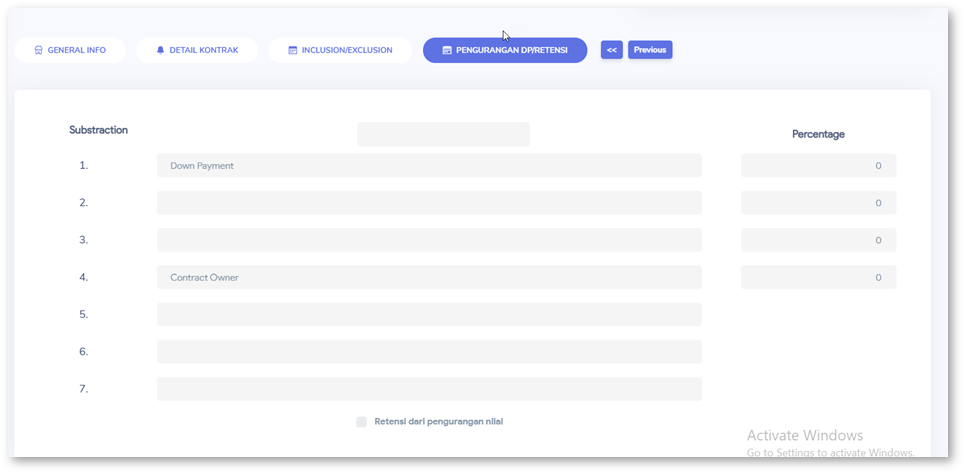 GENERAL INFO DETAIL KONTRAK INCLUSION/EXCLUSION PENGURANGAN DP/RETENSI << Previous
Substraction
Percentage
1. Down Payment 0
2. 0
3. 0
4. Contract Owner 0
5.
6.
7.
Retensi dari pengurangan nilai
Activate Windows
Go to Settings to activate Windows.